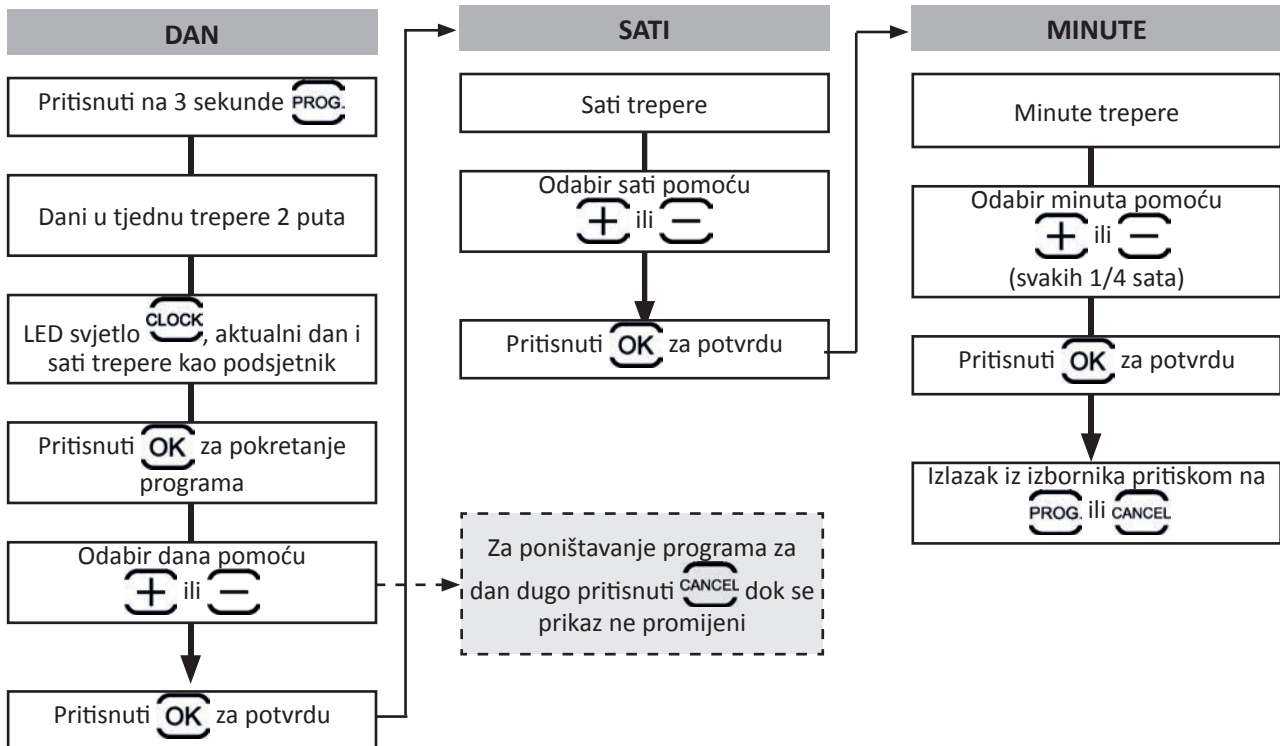 DAN
Pritisnuti na 3 sekunde PROG.
Dani u tjednu trepere 2 puta
LED svjetlo CLOCK, aktualni dan i
sati trepere kao podsjetnik
Pritisnuti OK za pokretanje
programa
Odabir dana pomoću
+ ili −
Pritisnuti OK za potvrdu
SATI
Sati trepere
Odabir sati pomoću
+ ili −
Pritisnuti OK za potvrdu
Za poništavanje programa za
dan dugo pritisnuti CANCEL dok se
prikaz ne promijeni
MINUTE
Minute trepere
Odabir minuta pomoću
+ ili −
(svakih 1/4 sata)
Pritisnuti OK za potvrdu
Izlazak iz izbornika pritiskom na
PROG. ili CANCEL